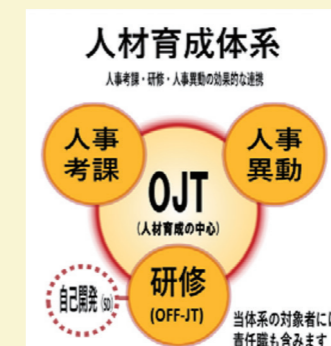 人材育成体系
人事考課・研修・人事異動の効果的な連携
人事
考課
人事
異動
OJT
(人材育成の中心)
自己開発(SD)
研修
(OFF-JT)
当体系の対象者に
責任職も含みます